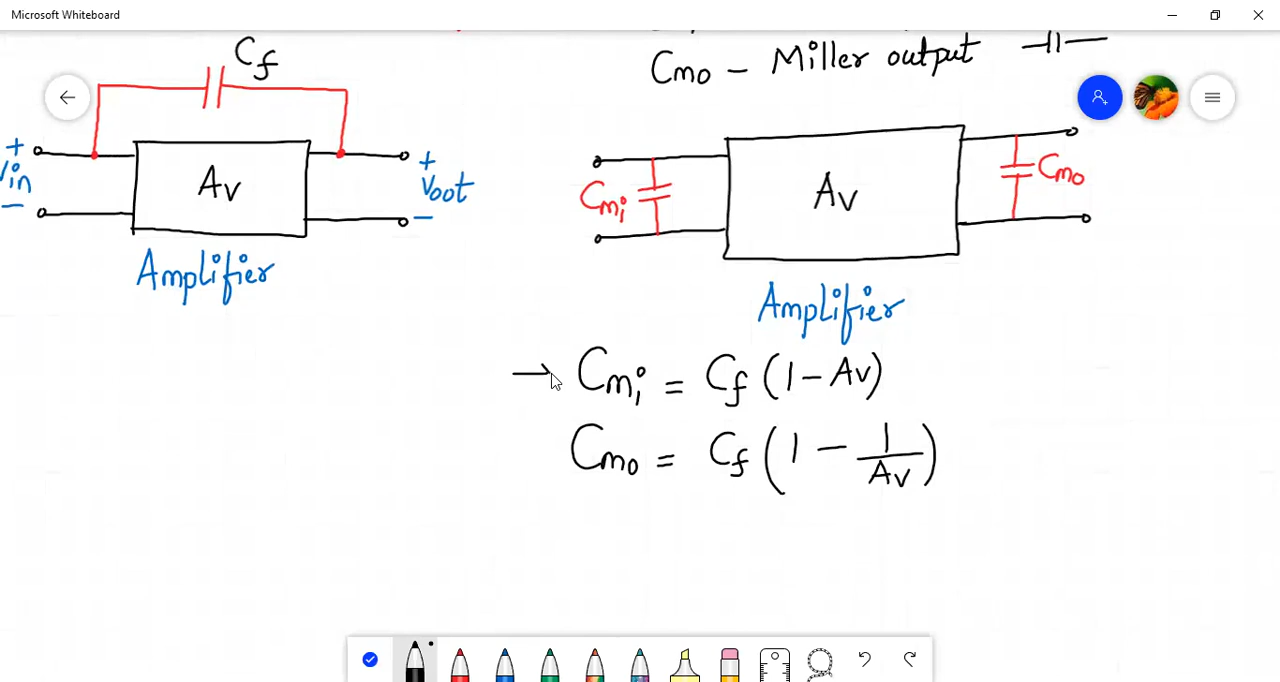 Microsoft Whiteboard
Cmo - Miller output
Cf
+
Vin
-
Av
+
Voot
-
Amplifier
Cmi
Av
Cmo
Amplifier
→ Cmi = Cf (1 - Av)
Cmo = Cf (1 - 1/Av)